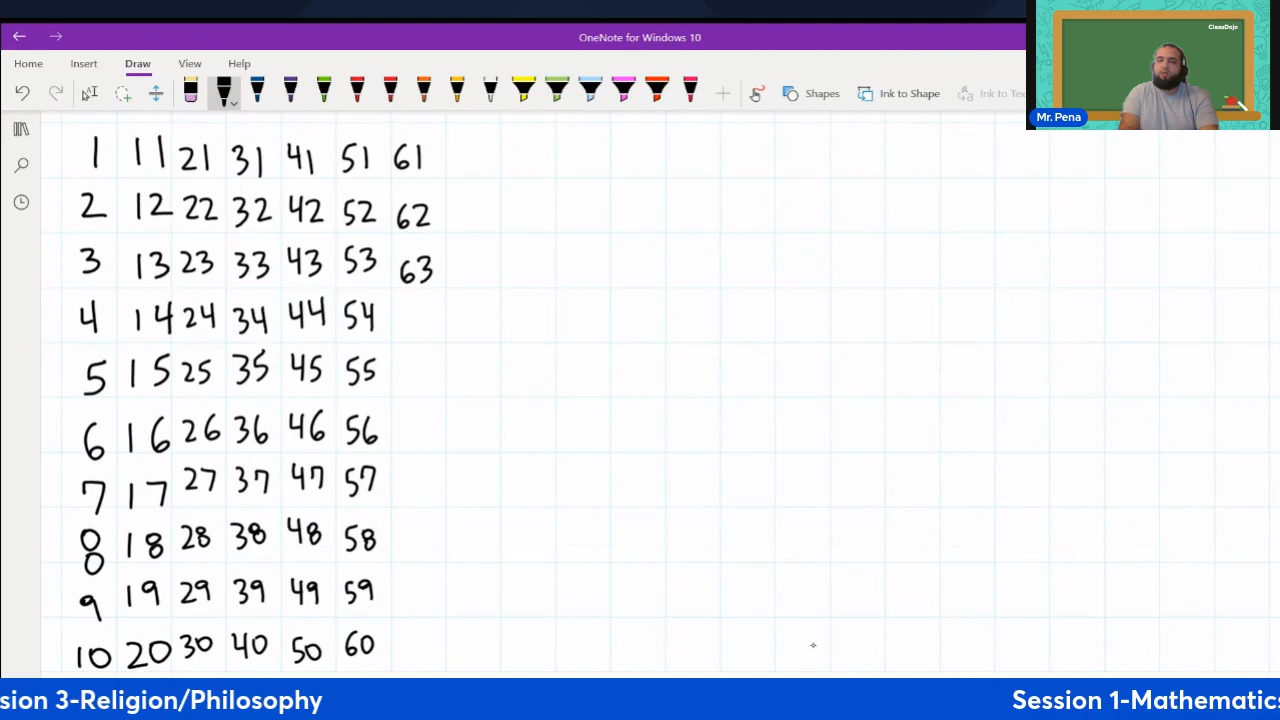 OneNote for Windows 10
ClassDojo
Home Insert Draw View Help
Shapes Ink to Shape Ink to Tex
Mr. Pena
1 11 21 31 41 51 61
2 12 22 32 42 52 62
3 13 23 33 43 53 63
4 14 24 34 44 54
5 15 25 35 45 55
6 16 26 36 46 56
7 17 27 37 47 57
8 18 28 38 48 58
9 19 29 39 49 59
10 20 30 40 50 60
sion 3-Religion/Philosophy Session 1-Mathematics